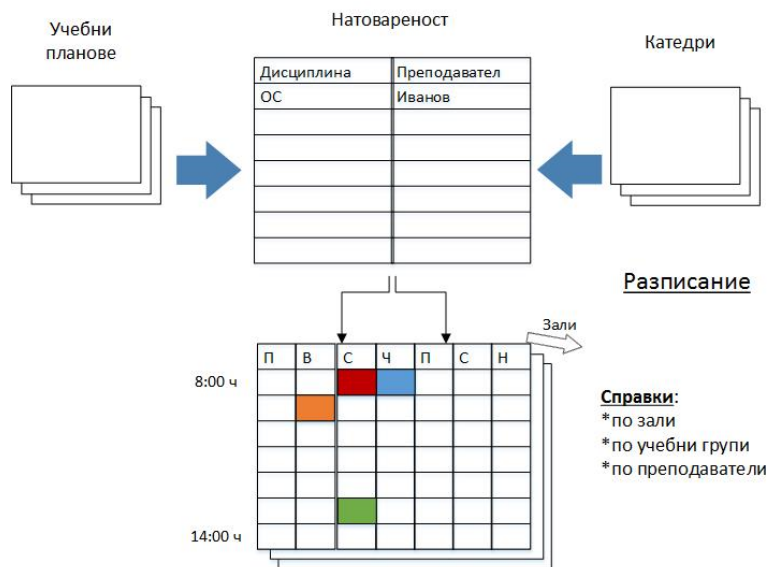 Учебни
планове
Натовареност
Катедри
Дисциплина Преподавател
ОС Иванов
Разписание
Зали
П В С Ч П С Н
8:00 ч
14:00 ч
Справки:
*по зали
*по учебни групи
*по преподаватели